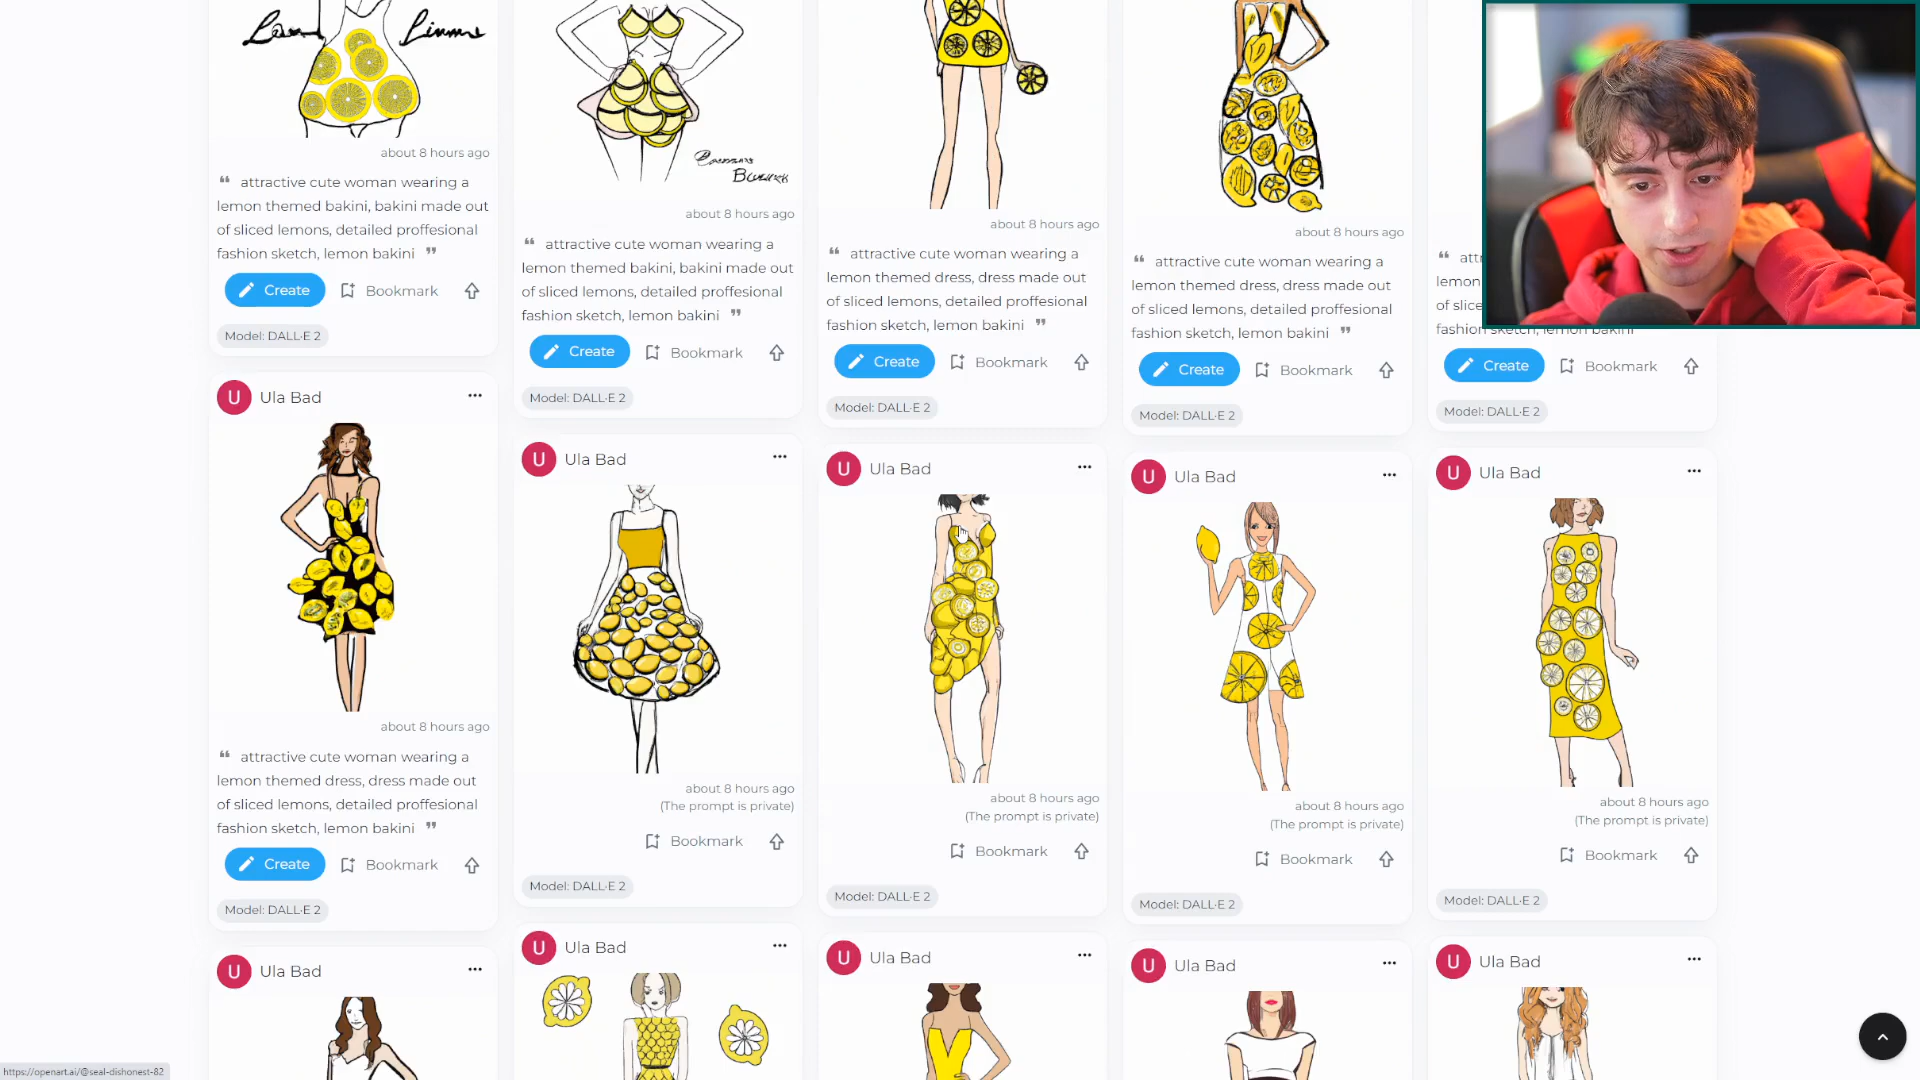 about 8 hours ago
attractive cute woman wearing a
lemon themed bakini, bakini made out
of sliced lemons, detailed proffesional
fashion sketch, lemon bakini
Create
Bookmark
Model: DALL·E 2
about 8 hours ago
attractive cute woman wearing a
lemon themed bakini, bakini made out
of sliced lemons, detailed proffesional
fashion sketch, lemon bakini
Create
Bookmark
Model: DALL·E 2
about 8 hours ago
attractive cute woman wearing a
lemon themed dress, dress made out
of sliced lemons, detailed proffesional
fashion sketch, lemon bakini
Create
Bookmark
Model: DALL·E 2
about 8 hours ago
attractive cute woman wearing a
lemon themed dress, dress made out
of sliced lemons, detailed proffesional
fashion sketch, lemon bakini
Create
Bookmark
Model: DALL·E 2
lemon
fashion sketch, lemon bakini
Create
Bookmark
Model: DALL·E 2
U Ula Bad
about 8 hours ago
attractive cute woman wearing a
lemon themed dress, dress made out
of sliced lemons, detailed proffesional
fashion sketch, lemon bakini
Create
Bookmark
Model: DALL·E 2
U Ula Bad
about 8 hours ago
(The prompt is private)
Bookmark
Model: DALL·E 2
U Ula Bad
about 8 hours ago
(The prompt is private)
Bookmark
Model: DALL·E 2
U Ula Bad
about 8 hours ago
(The prompt is private)
Bookmark
Model: DALL·E 2
U Ula Bad
about 8 hours ago
(The prompt is private)
Bookmark
Model: DALL·E 2
U Ula Bad
U Ula Bad
U Ula Bad
U Ula Bad
U Ula Bad
https://openart.ai/@seal-dishonest-82